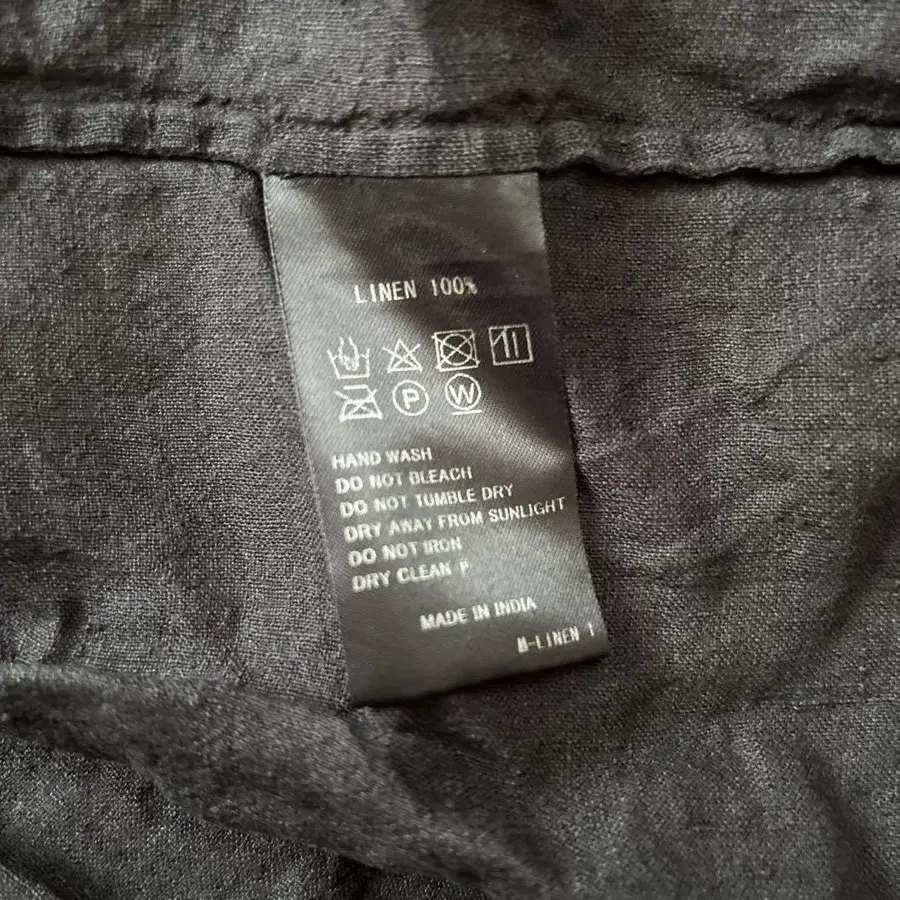 LINEN 100%
P W
HAND WASH
DO NOT BLEACH
DO NOT TUMBLE DRY
DRY AWAY FROM SUNLIGHT
DO NOT IRON
DRY CLEAN P
MADE IN INDIA
M-LINEN 1